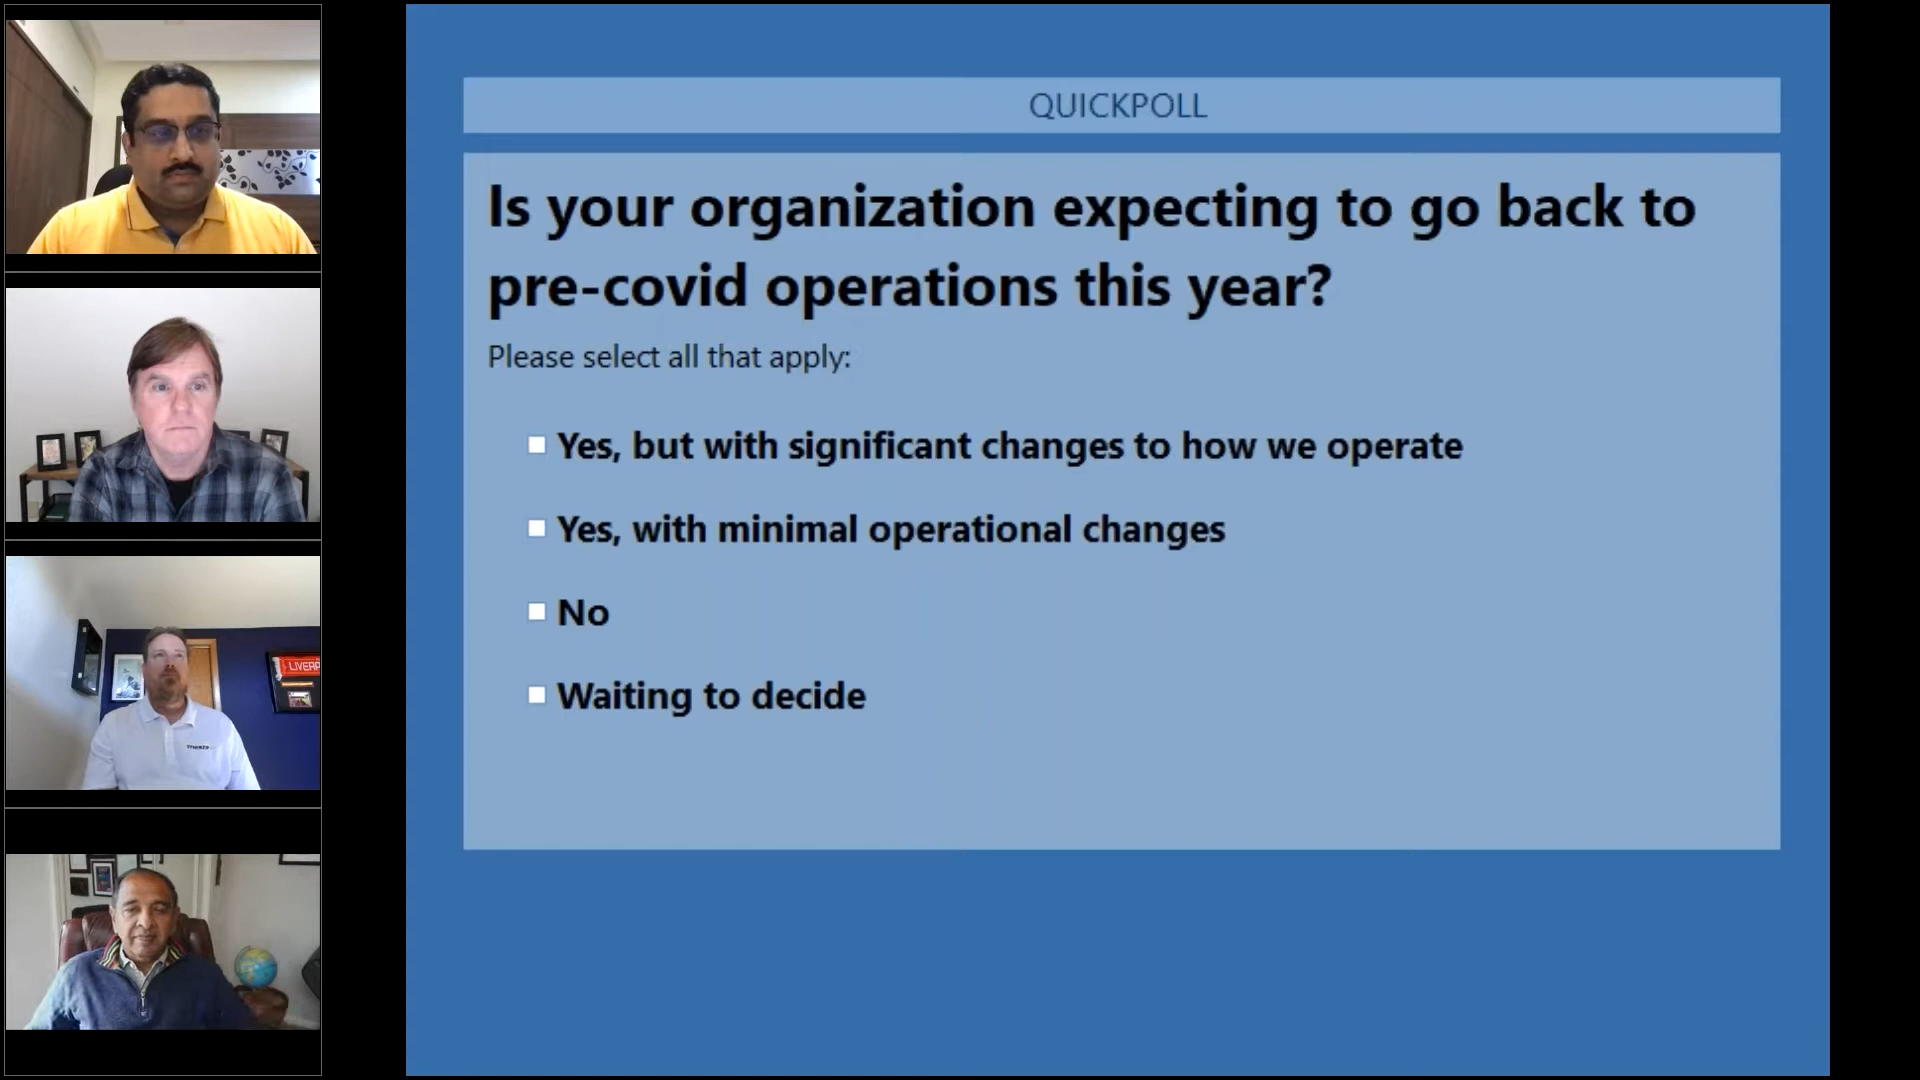 QUICKPOLL
Is your organization expecting to go back to
pre-covid operations this year?
Please select all that apply:
Yes, but with significant changes to how we operate
Yes, with minimal operational changes
No
Waiting to decide
LIVERP